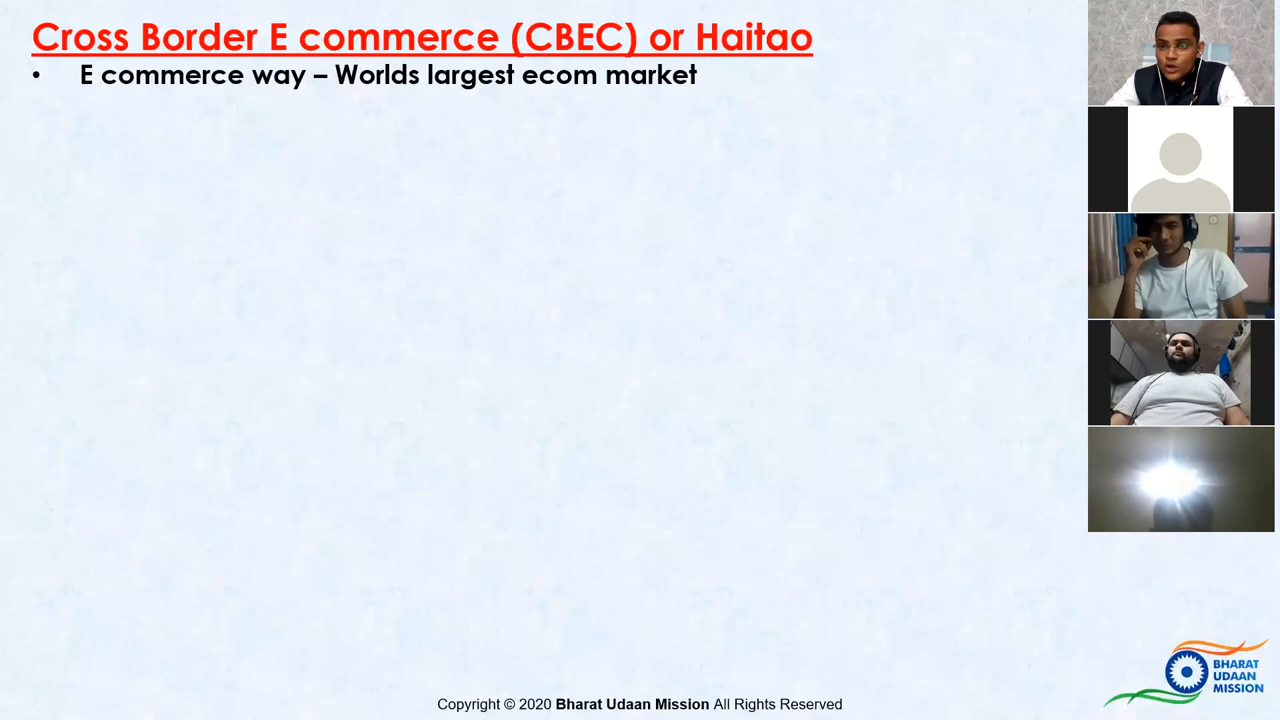 Cross Border E commerce (CBEC) or Haitao
• E commerce way – Worlds largest ecom market
BHARAT
UDAAN
MISSION
Copyright © 2020 Bharat Udaan Mission All Rights Reserved